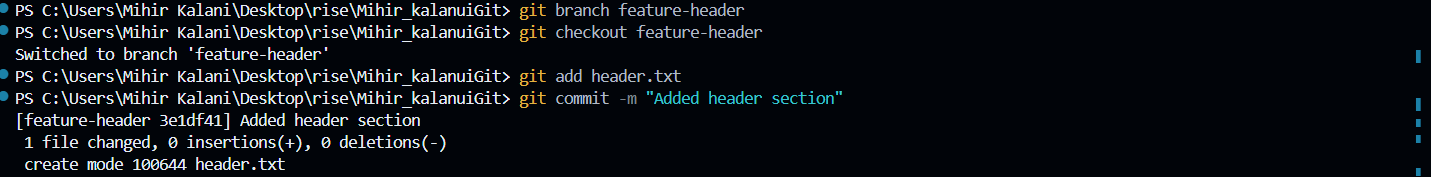 PS C:\Users\Mihir Kalani\Desktop\rise\Mihir_kalanuiGit> git branch feature-header
PS C:\Users\Mihir Kalani\Desktop\rise\Mihir_kalanuiGit> git checkout feature-header
Switched to branch 'feature-header'
PS C:\Users\Mihir Kalani\Desktop\rise\Mihir_kalanuiGit> git add header.txt
PS C:\Users\Mihir Kalani\Desktop\rise\Mihir_kalanuiGit> git commit -m "Added header section"
[feature-header 3e1df41] Added header section
 1 file changed, 0 insertions(+), 0 deletions(-)
 create mode 100644 header.txt